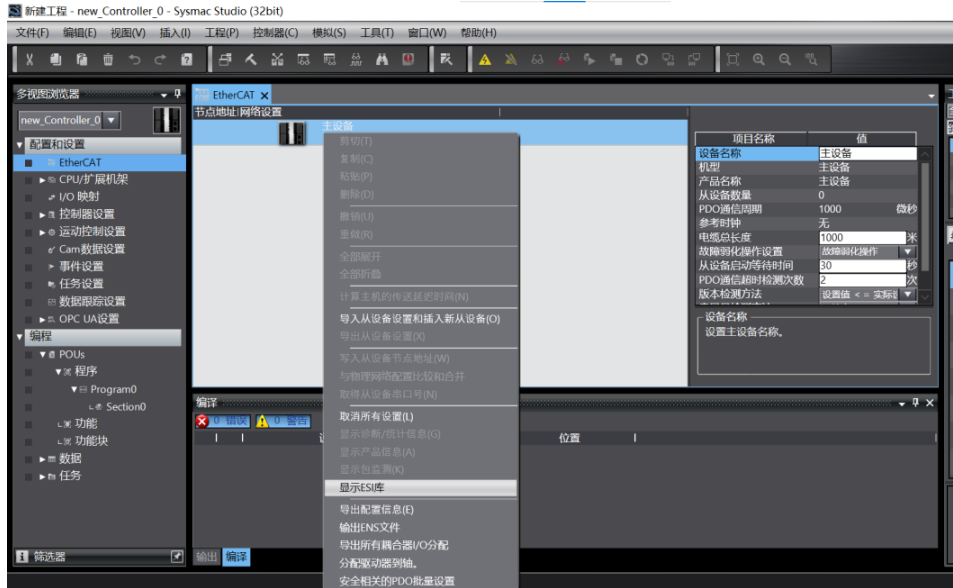 新建工程 - new_Controller_0 - Sysmac Studio (32bit)
文件(F) 编辑(E) 视图(V) 插入(I) 工程(P) 控制器(C) 模拟(S) 工具(T) 窗口(W) 帮助(H)
多视图浏览器
new_Controller_0
配置和设置
EtherCAT
CPU/扩展机架
I/O 映射
控制器设置
运动控制设置
Cam数据设置
事件设置
任务设置
数据跟踪设置
OPC UA设置
编程
POUs
程序
Program0
Section0
功能
功能块
数据
任务
筛选器
EtherCAT
节点地址|网络设置
主设备
剪切(T)
复制(C)
粘贴(P)
删除(D)
撤销(U)
重做(R)
全部展开
全部折叠
计算主机的传送延迟时间(N)
导入从设备设置和插入新从设备(O)
导出从设备设置(X)
写入从设备节点地址(W)
与物理网络配置比较和合并
取得从设备串口号(N)
取消所有设置(L)
显示诊断/统计信息(G)
显示产品信息(A)
显示包监测(K)
显示ESI库
导出配置信息(E)
输出ENS文件
导出所有耦合器I/O分配
分配驱动器到轴。
安全相关的PDO批量设置
项目名称 值
设备名称 主设备
机型 主设备
产品名称 主设备
从设备数量 0
PDO通信周期 1000 微秒
参考时钟 无
电缆总长度 1000 米
故障弱化操作设置 故障弱化操作
从设备启动等待时间 30 秒
PDO通信超时检测次数 2 次
版本检测方法 设置值 <= 实际
设备名称
设置主设备名称。
编译
0 错误 0 警告
位置
输出 编译